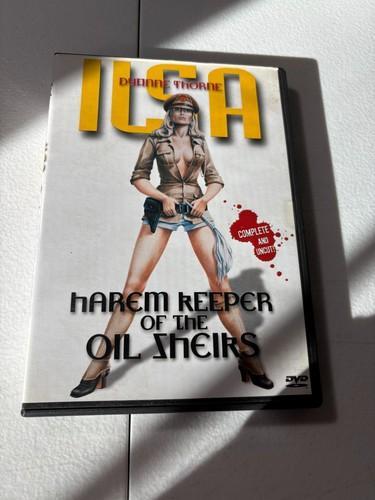 ILSA
DYANNE THORNE
COMPLETE
AND
UNCUT!
HAREM KEEPER
OF THE
OIL SHEIKS
DVD